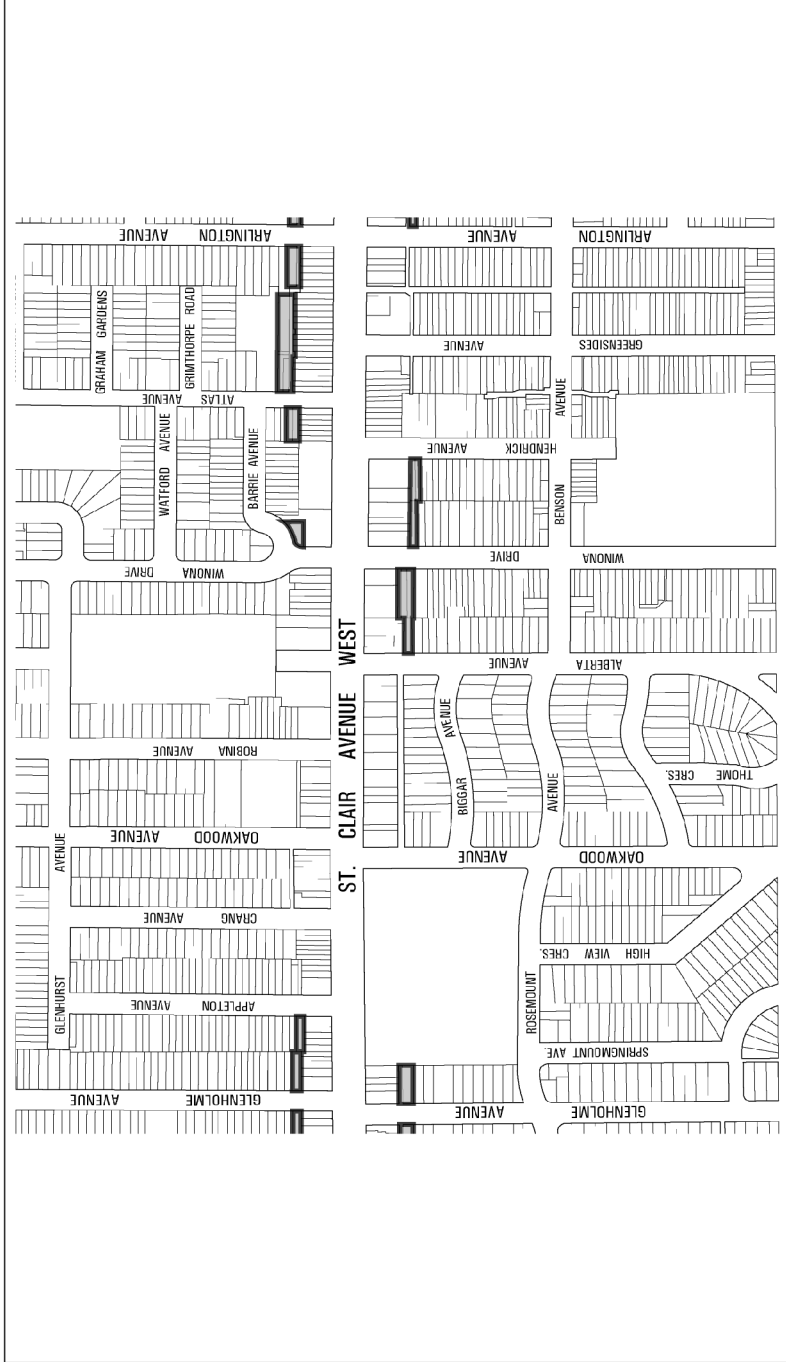 ARLINGTON AVENUE
ARLINGTON AVENUE
GRAHAM GARDENS
GRIMTHORPE ROAD
GREENSIDES AVENUE
ATLAS AVENUE
WATFORD AVENUE
BARRIE AVENUE
HENDRICK AVENUE
BENSON AVENUE
WINONA DRIVE
WINONA DRIVE
ST. CLAIR AVENUE WEST
ALBERTA AVENUE
ROBINA AVENUE
BIGGAR AVENUE
THOME CRES.
OAKWOOD AVENUE
OAKWOOD AVENUE
GLENHURST AVENUE
CRANG AVENUE
ROSEMOUNT AVENUE
HIGH VIEW CRES.
APPLETON AVENUE
SPRINGMOUNT AVE.
GLENHOLME AVENUE
GLENHOLME AVENUE